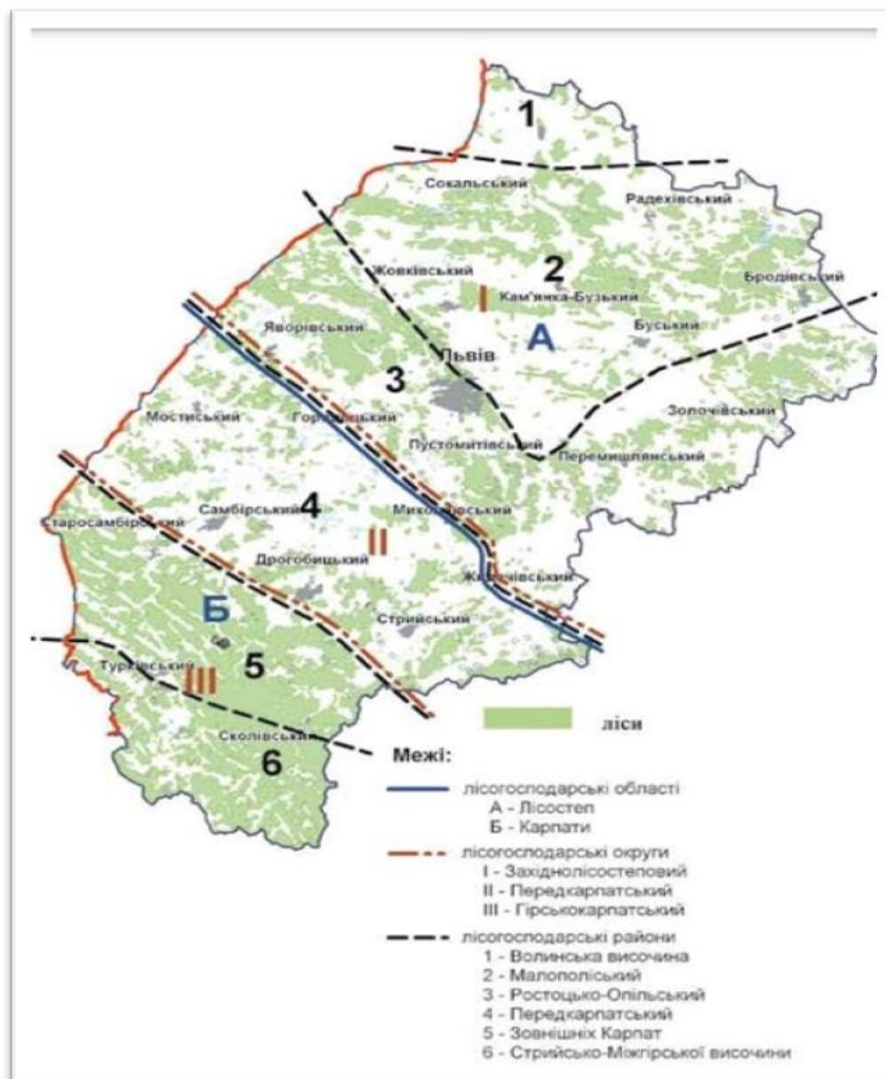 1
Сокальський
Радехівський
Жовківський
2
Бродівський
І
Кам'янка-Бузький
А
Буський
Яворівський
Львів
3
Золочівський
Мостиський
Пустомитівський
Перемишлянський
4
Самбірський
Старосамбірський
ІІ
Дрогобицький
Стрийський
Б
5
Турківський
ІІІ
Сколівський
6
ліси
Межі:
лісогосподарські області
А - Лісостеп
Б - Карпати
лісогосподарські округи
І - Західнолісостеповий
ІІ - Передкарпатський
ІІІ - Гірськокарпатський
лісогосподарські райони
1 - Волинська височина
2 - Малополіський
3 - Ростоцько-Опільський
4 - Передкарпатський
5 - Зовнішніх Карпат
6 - Стрийсько-Міжгірської височини